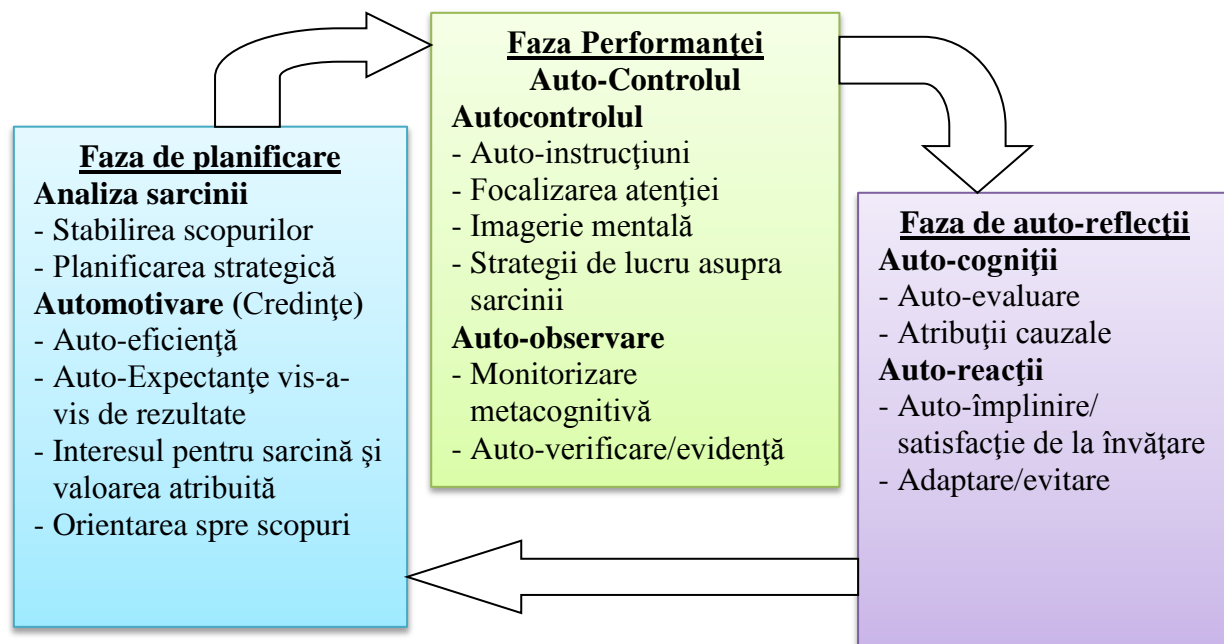 Faza de planificare
Analiza sarcinii
- Stabilirea scopurilor
- Planificarea strategică
Automotivare (Credinţe)
- Auto-eficienţă
- Auto-Expectanţe vis-a-
vis de rezultate
- Interesul pentru sarcină şi
valoarea atribuită
- Orientarea spre scopuri
Faza Performanţei
Auto-Controlul
Autocontrolul
- Auto-instrucţiuni
- Focalizarea atenţiei
- Imagerie mentală
- Strategii de lucru asupra
sarcinii
Auto-observare
- Monitorizare
metacognitivă
- Auto-verificare/evidenţă
Faza de auto-reflecţii
Auto-cogniţii
- Auto-evaluare
- Atribuţii cauzale
Auto-reacţii
- Auto-împlinire/
satisfacţie de la învăţare
- Adaptare/evitare